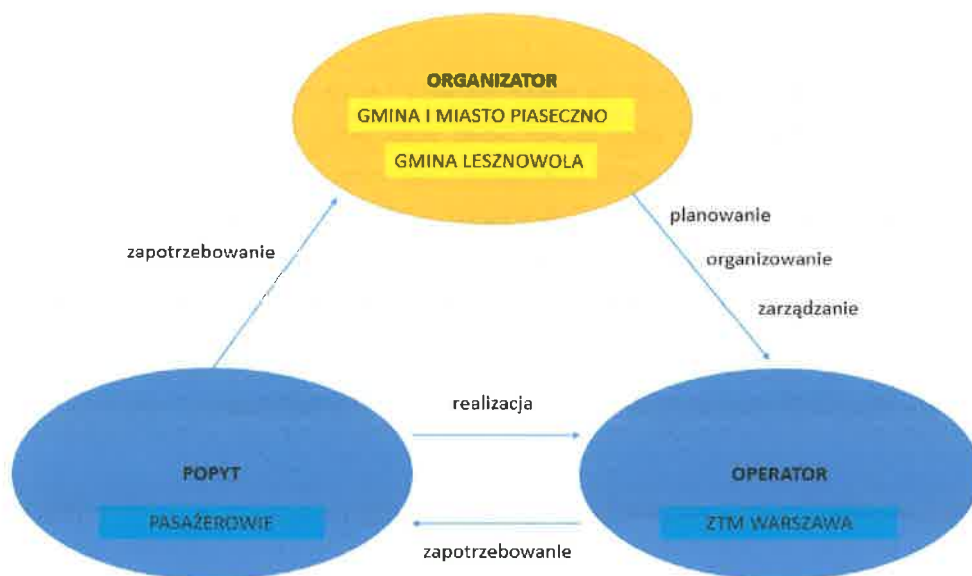 ORGANIZATOR
GMINA I MIASTO PIASECZNO
GMINA LESZNOWOLA
planowanie
zapotrzebowanie
organizowanie
zarządzanie
realizacja
POPYT
OPERATOR
PASAŻEROWIE
ZTM WARSZAWA
zapotrzebowanie